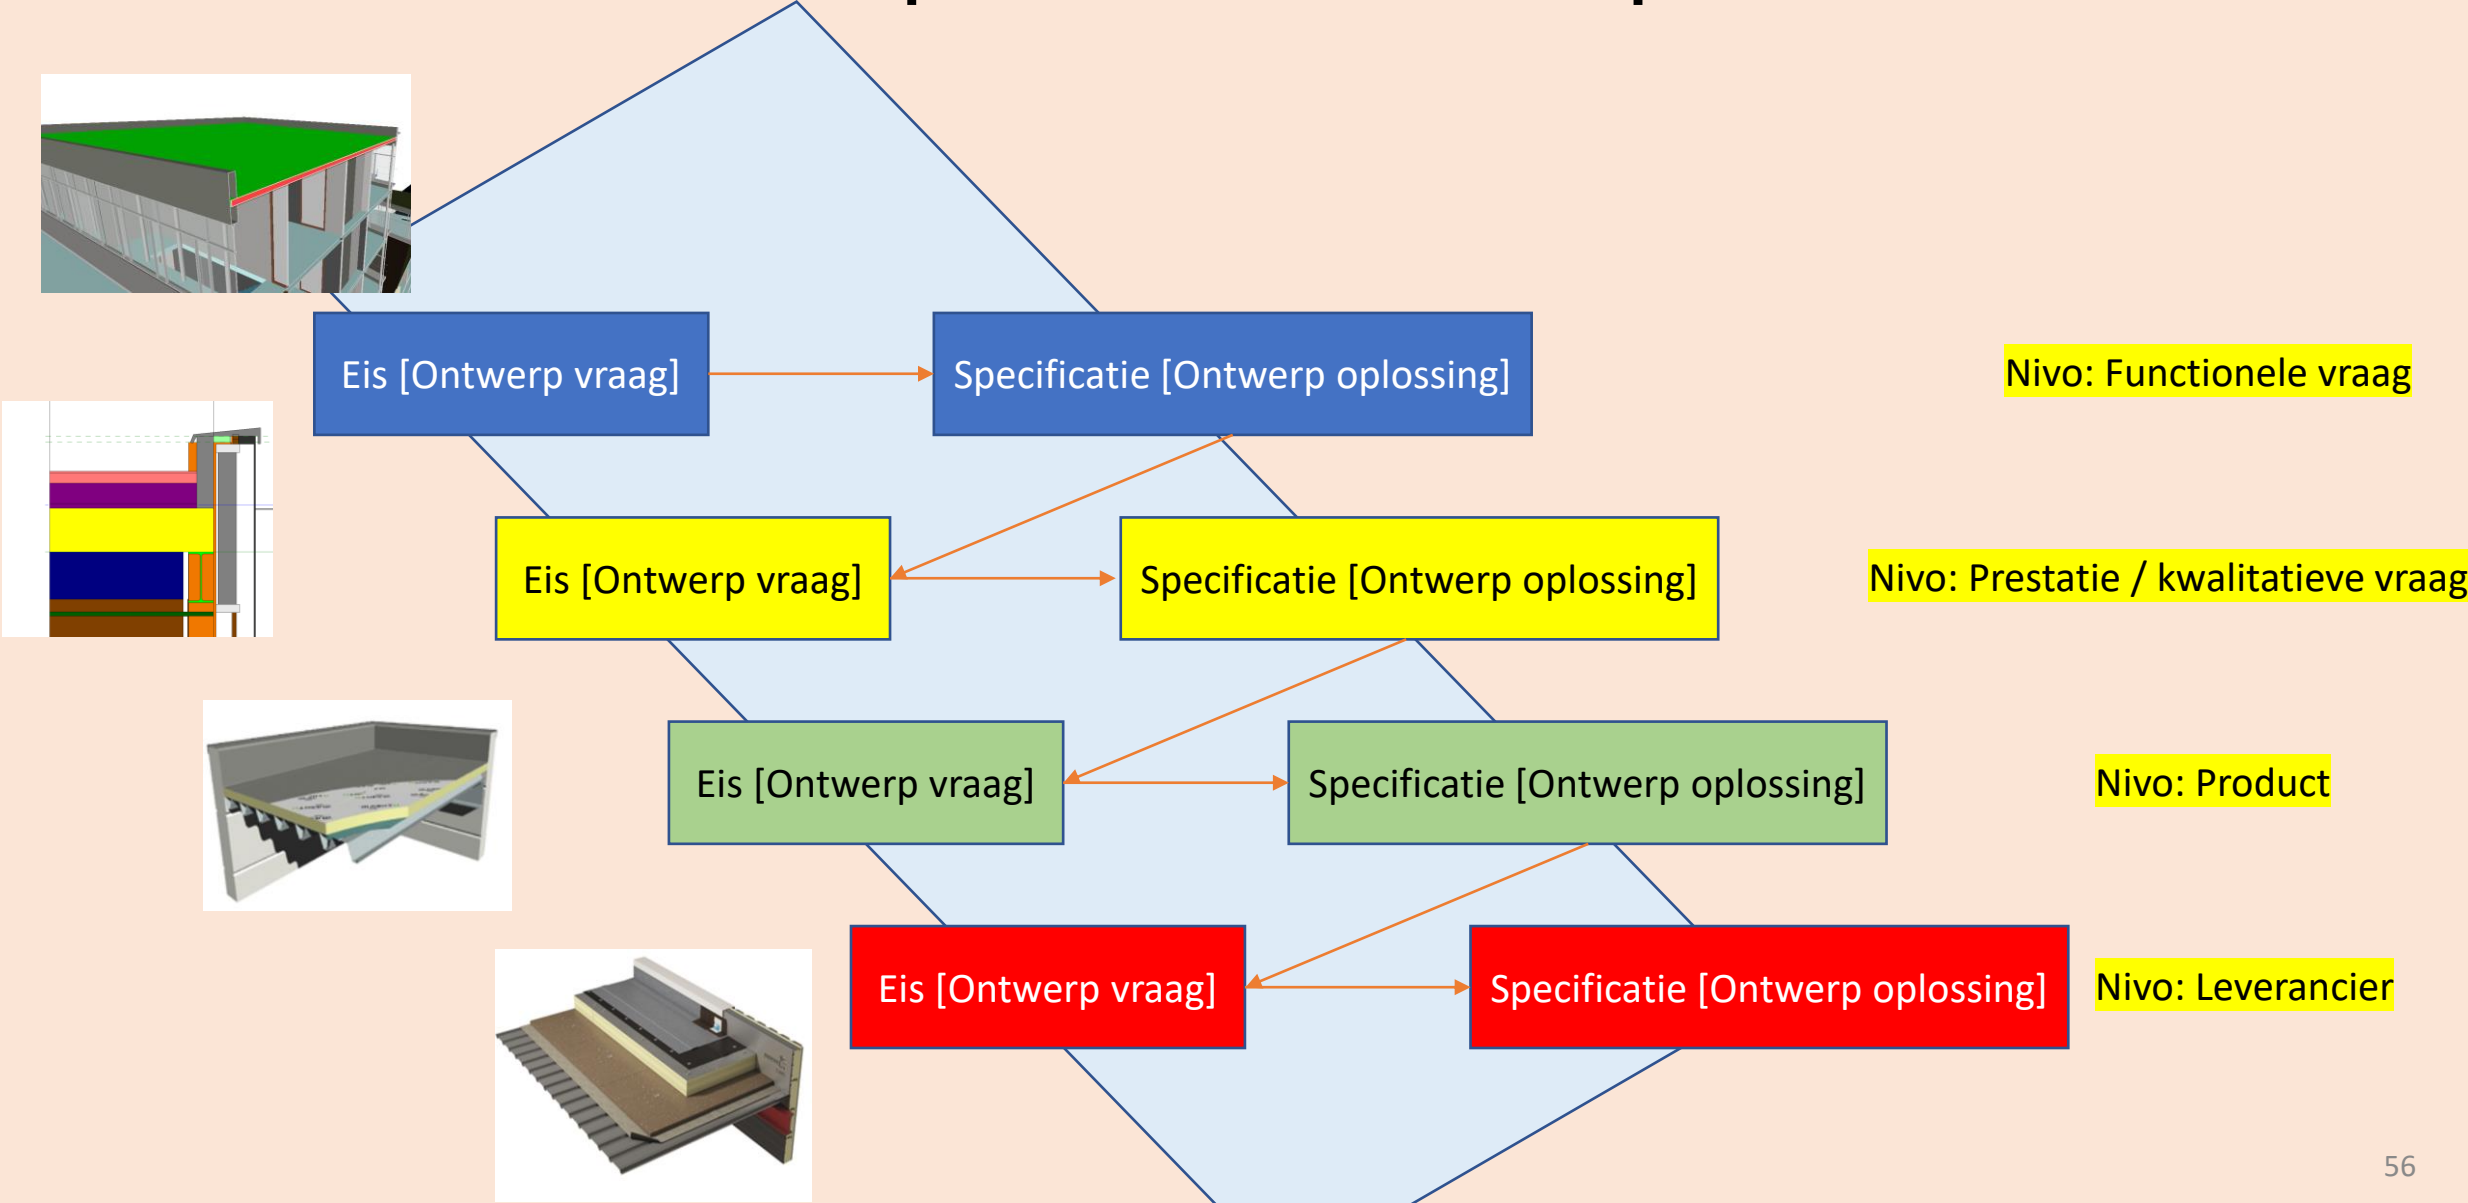 Eis [Ontwerp vraag]
Specificatie [Ontwerp oplossing]
Nivo: Functionele vraag
Eis [Ontwerp vraag]
Specificatie [Ontwerp oplossing]
Nivo: Prestatie / kwalitatieve vraag
Eis [Ontwerp vraag]
Specificatie [Ontwerp oplossing]
Nivo: Product
Eis [Ontwerp vraag]
Specificatie [Ontwerp oplossing]
Nivo: Leverancier
56